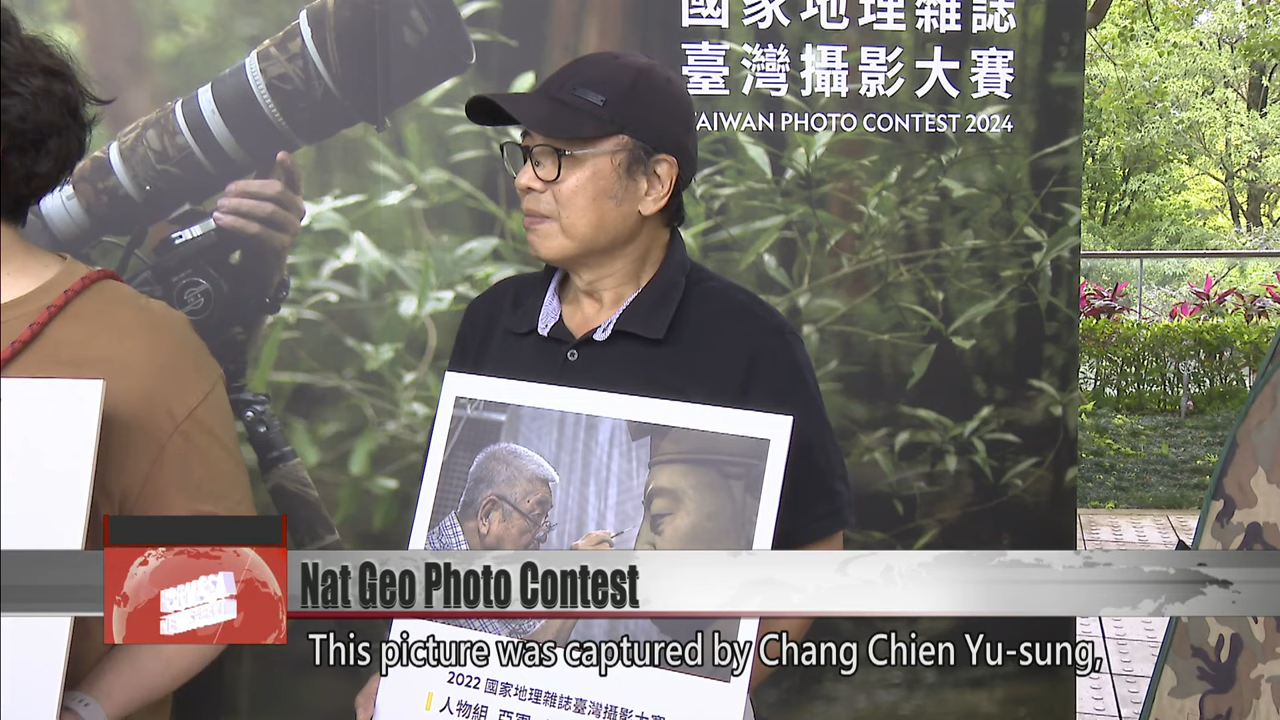 國家地理雜誌
臺灣攝影大賽
TAIWAN PHOTO CONTEST 2024
Nat Geo Photo Contest
This picture was captured by Chang Chien Yu-sung,
2022 國家地理雜誌臺灣攝影大賽
人物組 亞軍